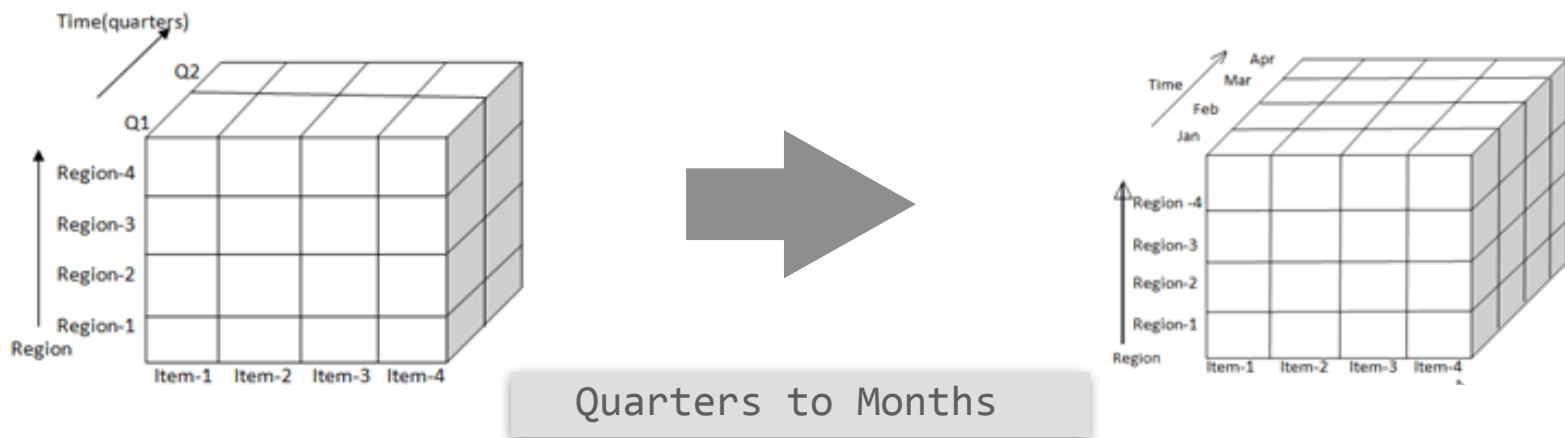 Time(quarters)
Q2
Q1
Region-4
Region-3
Region-2
Region-1
Region
Item-1 Item-2 Item-3 Item-4
Quarters to Months
Apr
Time
Mar
Feb
Jan
Region -4
Region-3
Region-2
Region-1
Region
Item-1 Item-2 Item-3 Item-4